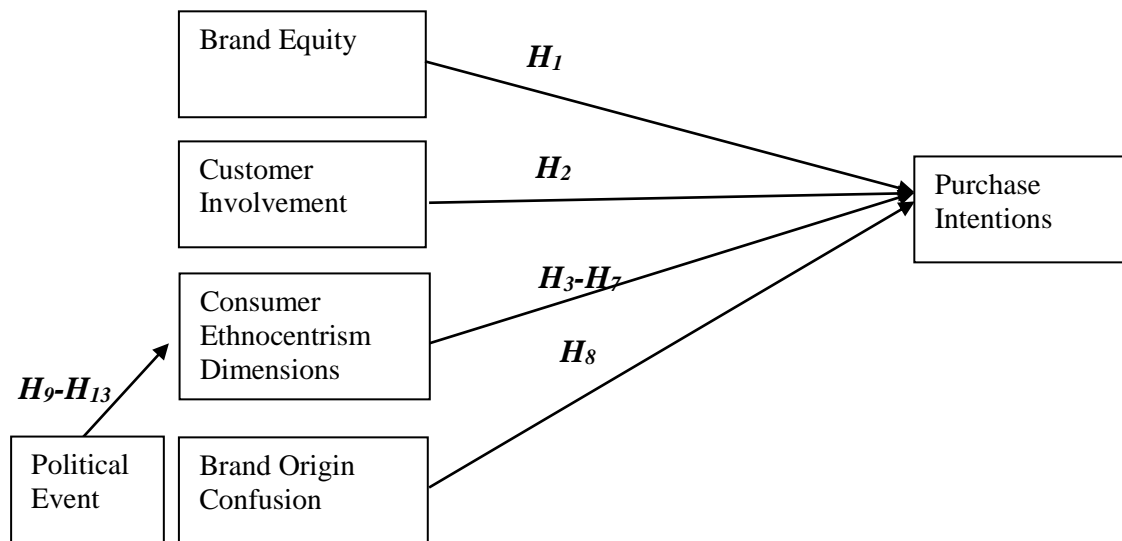 Brand Equity
H1
Customer
Involvement
H2
Purchase
Intentions
Consumer
Ethnocentrism
Dimensions
H3-H7
H8
H9-H13
Political
Event
Brand Origin
Confusion